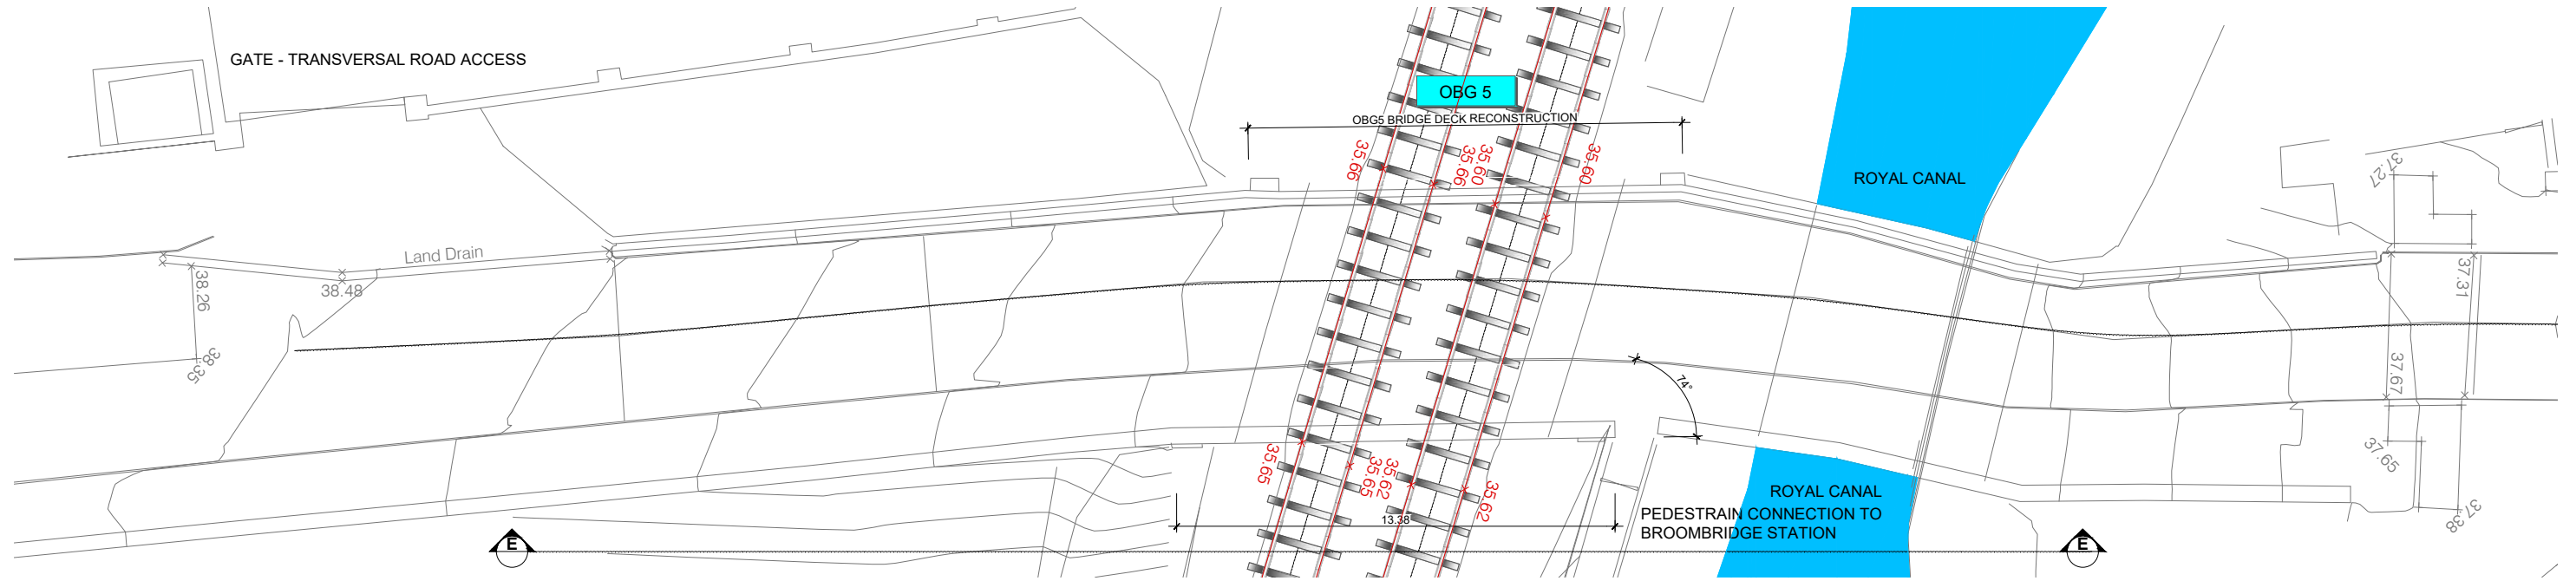 GATE - TRANSVERSAL ROAD ACCESS
OBG 5
OBG5 BRIDGE DECK RECONSTRUCTION
35.66
35.66
35.60
35.60
ROYAL CANAL
37.27
Land Drain
38.26
38.48
38.35
37.31
74°
37.67
35.65
35.65
35.62
35.62
13.38
ROYAL CANAL
PEDESTRAIN CONNECTION TO
BROOMBRIDGE STATION
37.65
37.38
E
E